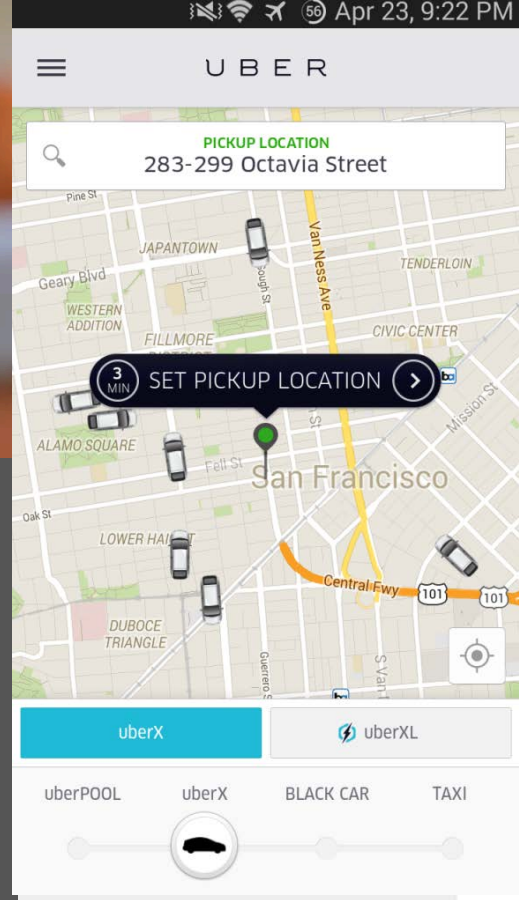 56 Apr 23, 9:22 PM
UBER
PICKUP LOCATION
283-299 Octavia Street
Pine St
JAPANTOWN
Van Ness Ave
TENDERLOIN
Geary Blvd
Gough St
WESTERN
ADDITION
FILLMORE
CIVIC CENTER
3
MIN
SET PICKUP LOCATION
Mission St
ALAMO SQUARE
Fell St
San Francisco
Oak St
LOWER HAIGHT
Central Fwy
101
101
DUBOCE
TRIANGLE
Guerrero St
S Van
uberX
uberXL
uberPOOL
uberX
BLACK CAR
TAXI